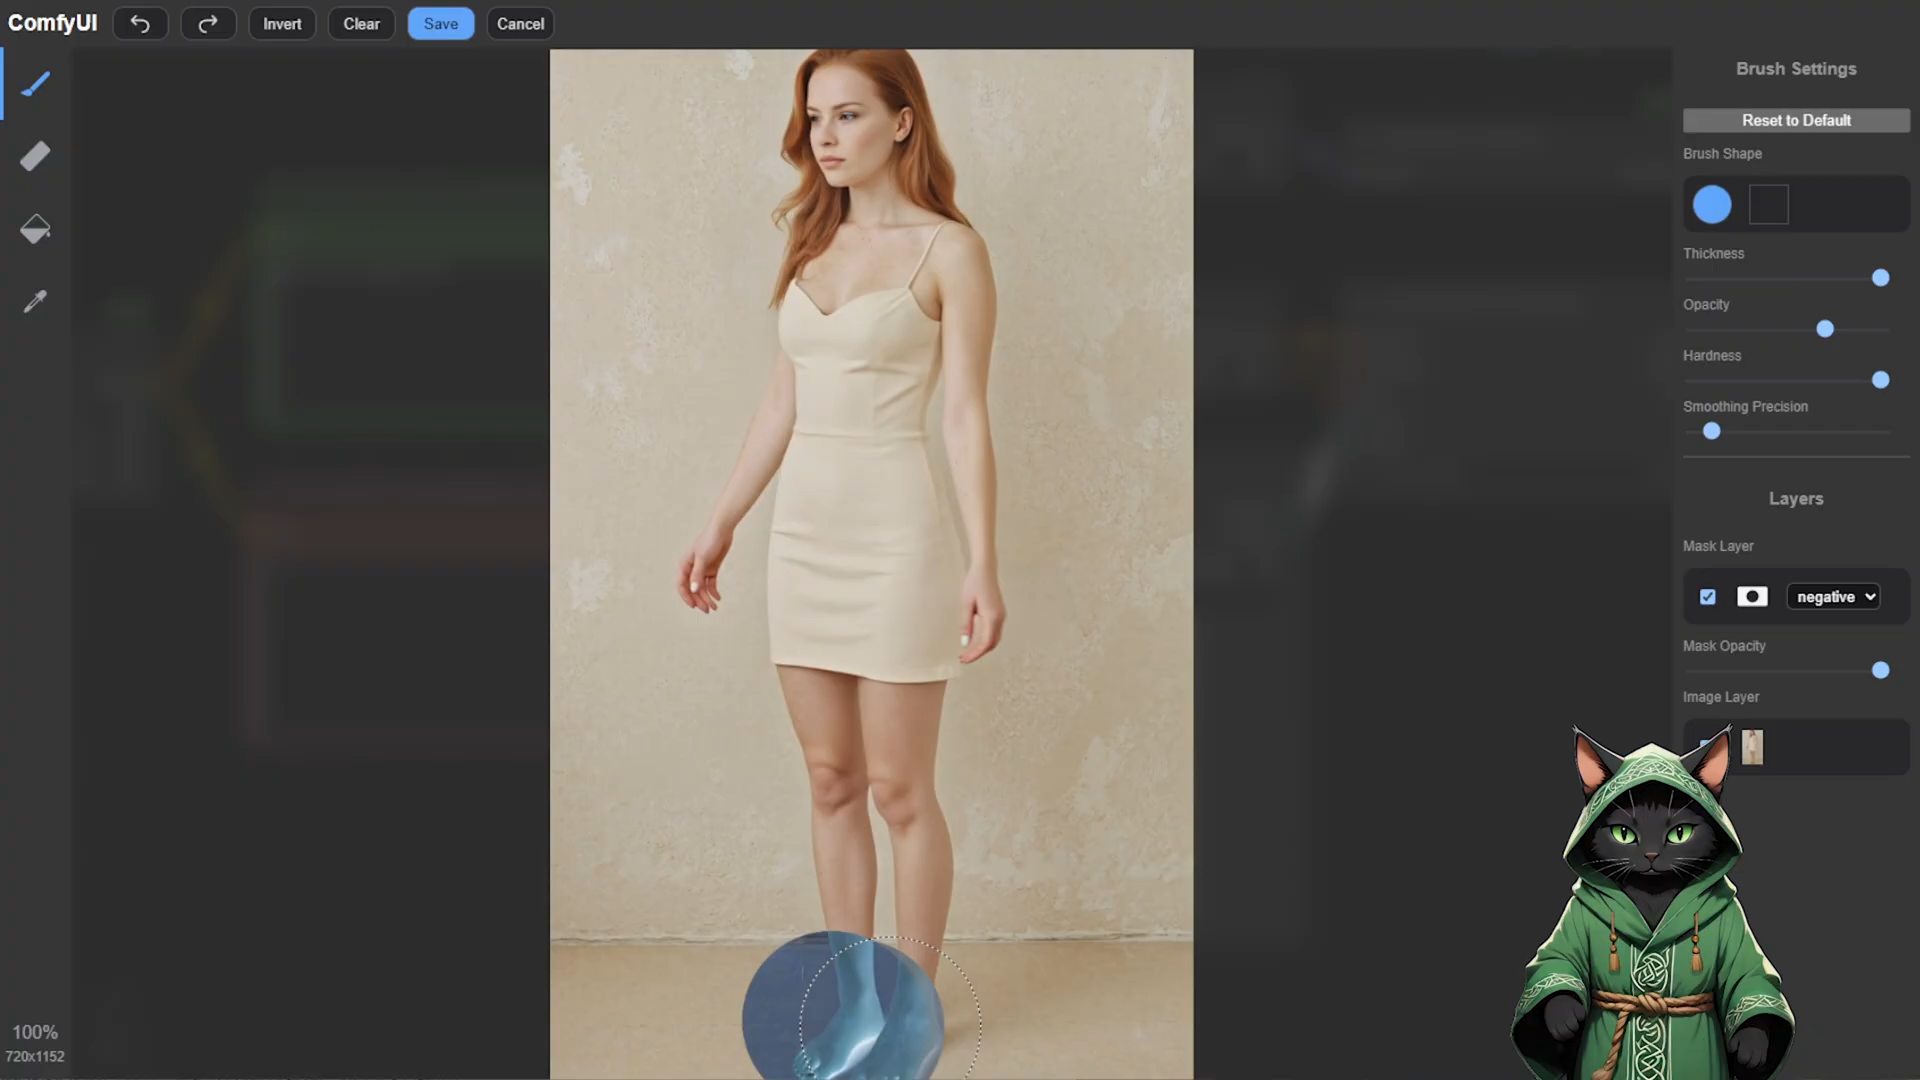 ComfyUI
Invert
Clear
Save
Cancel
Brush Settings
Reset to Default
Brush Shape
Thickness
Opacity
Hardness
Smoothing Precision
Layers
Mask Layer
negative
Mask Opacity
Image Layer
100%
720x1152